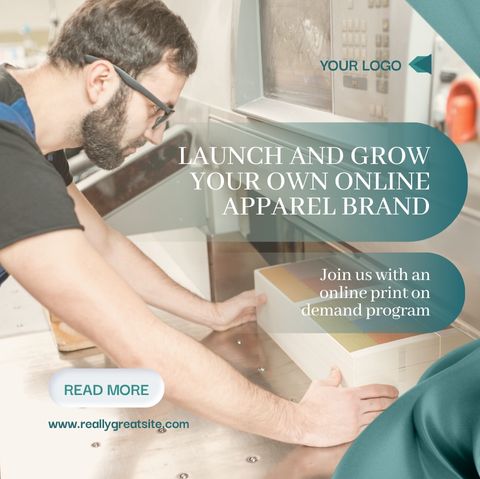 YOUR LOGO
LAUNCH AND GROW
YOUR OWN ONLINE
APPAREL BRAND
Join us with an
online print on
demand program
READ MORE
www.reallygreatsite.com